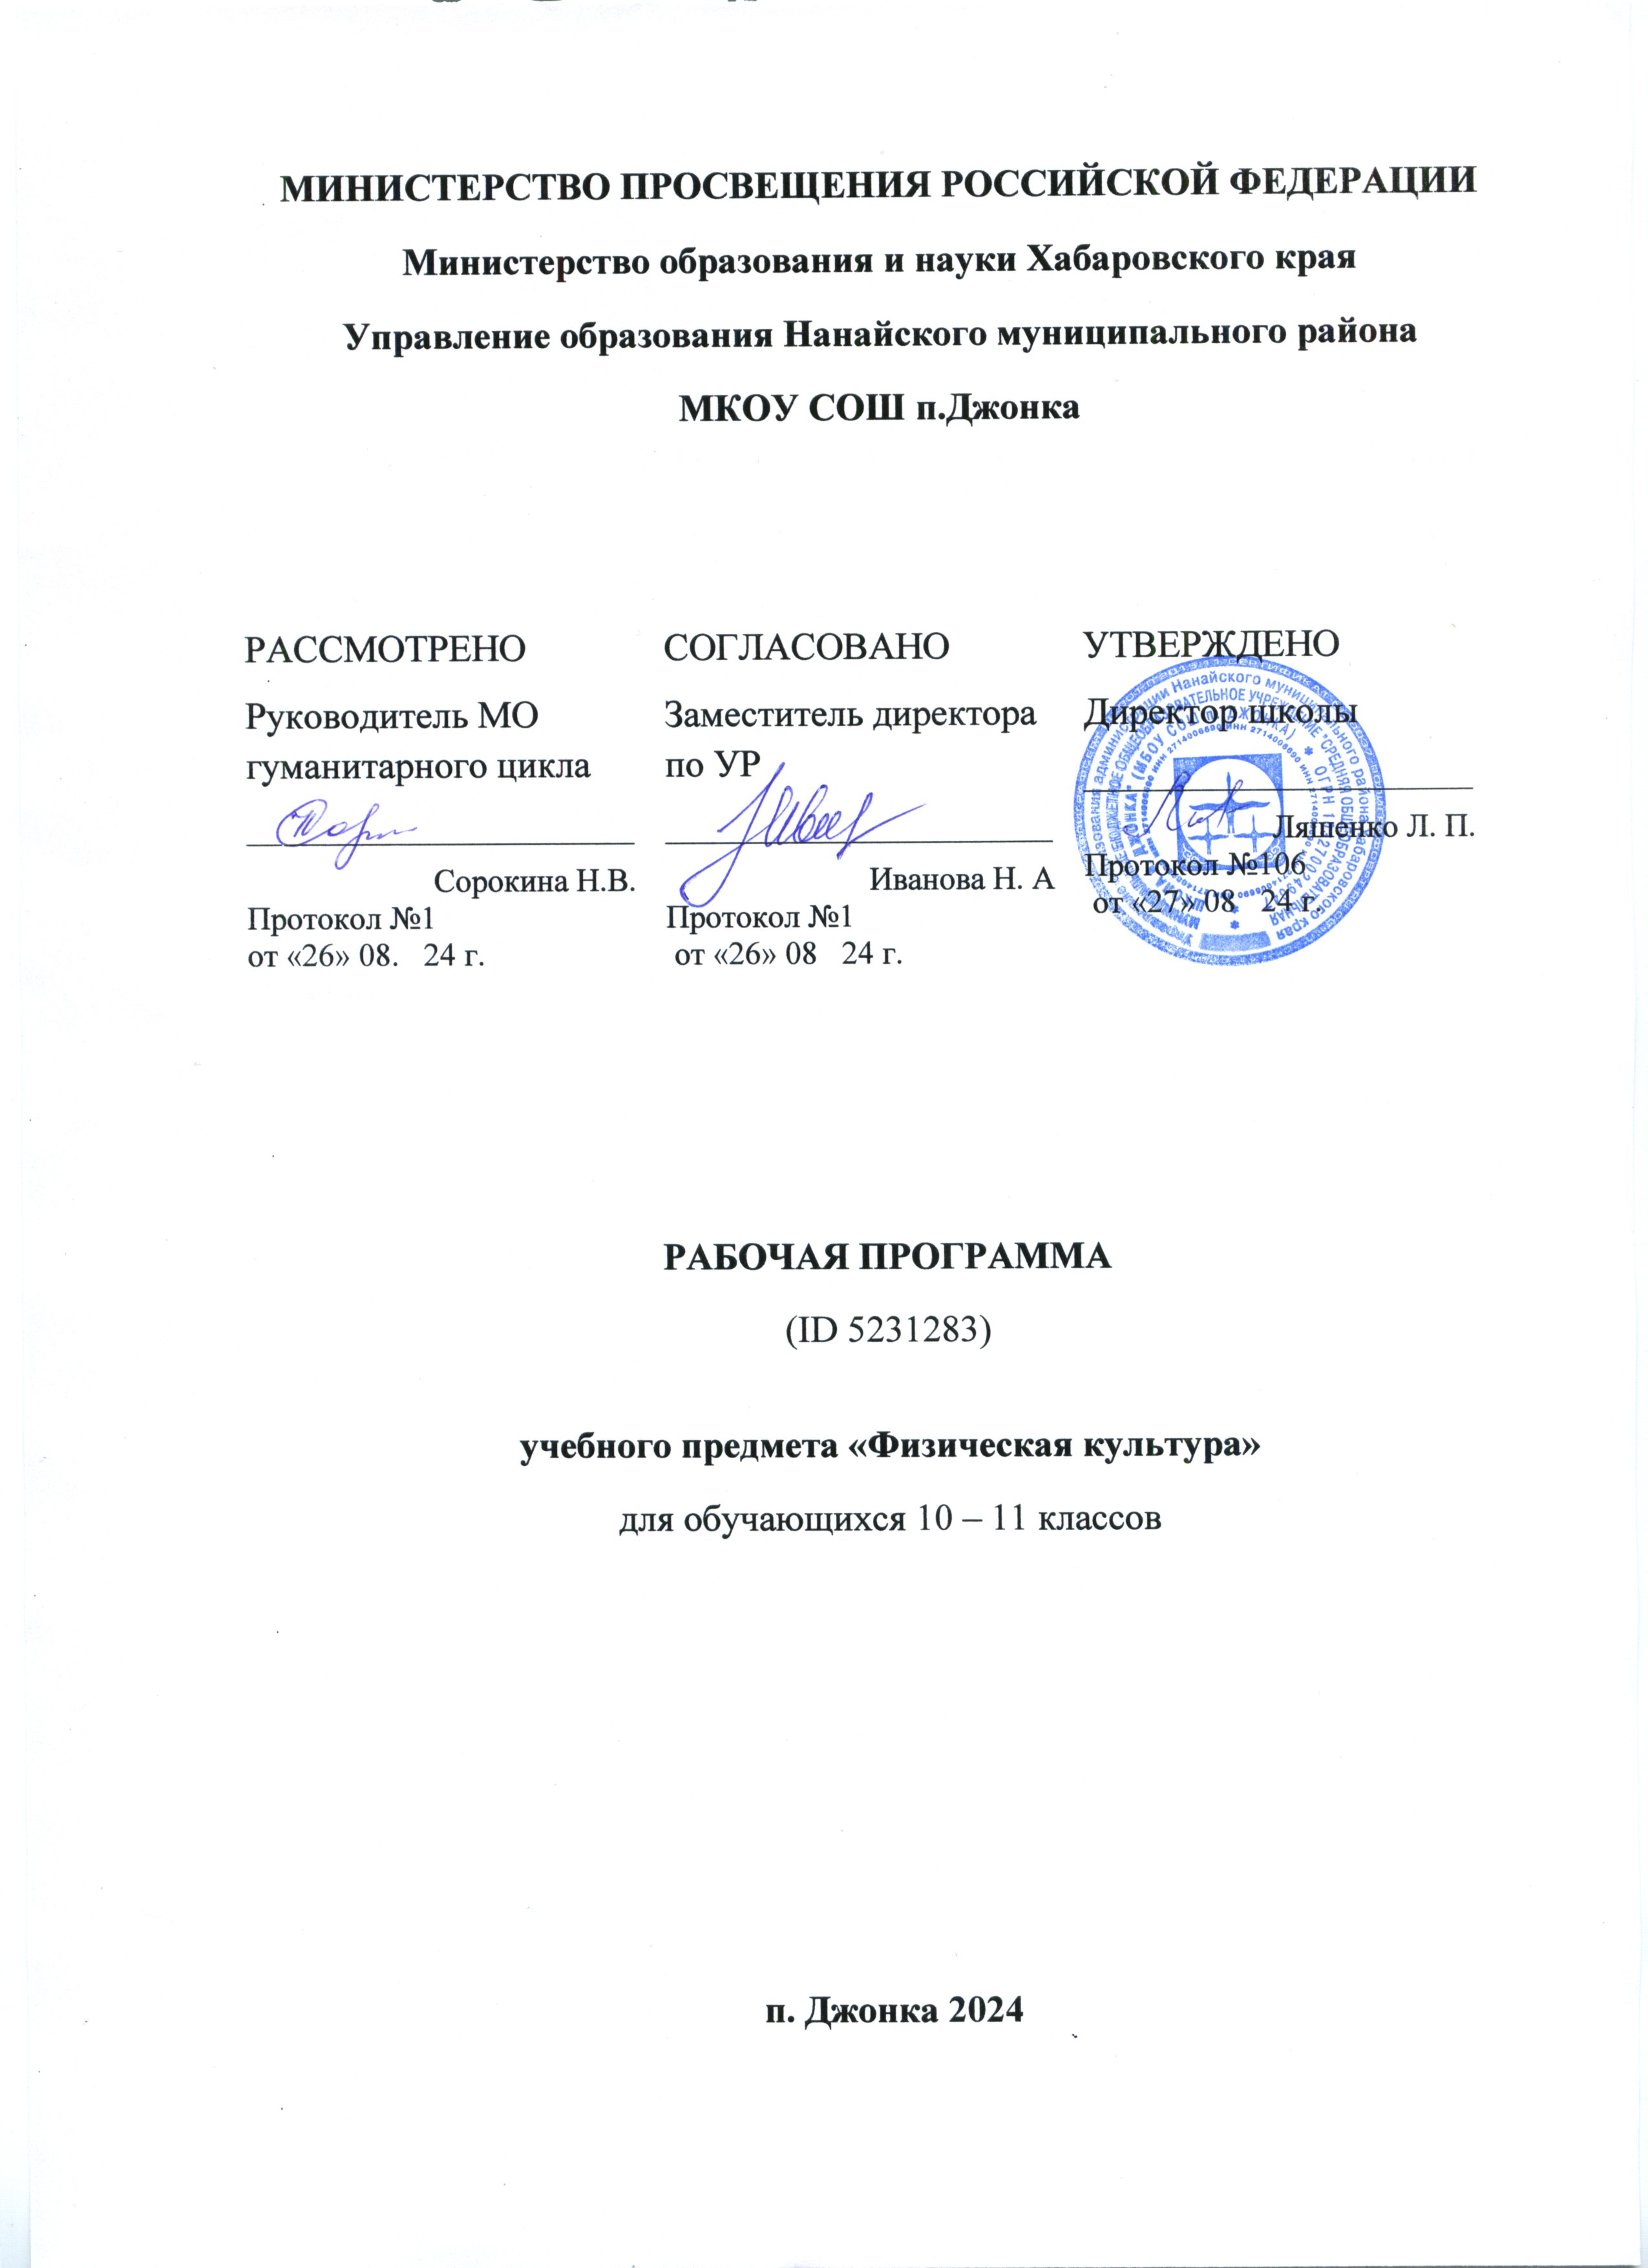 МИНИСТЕРСТВО ПРОСВЕЩЕНИЯ РОССИЙСКОЙ ФЕДЕРАЦИИ
Министерство образования и науки Хабаровского края
Управление образования Нанайского муниципального района
МКОУ СОШ п.Джонка
РАССМОТРЕНО
Руководитель МО
гуманитарного цикла
Сорокина Н.В.
Протокол №1
от «26» 08. 24 г.
СОГЛАСОВАНО
Заместитель директора
по УР
Иванова Н. А
Протокол №1
от «26» 08 24 г.
УТВЕРЖДЕНО
Директор школы
Ляшенко Л. П.
Протокол №106
от «27» 08 24 г.
РАБОЧАЯ ПРОГРАММА
(ID 5231283)
учебного предмета «Физическая культура»
для обучающихся 10 – 11 классов
п. Джонка 2024